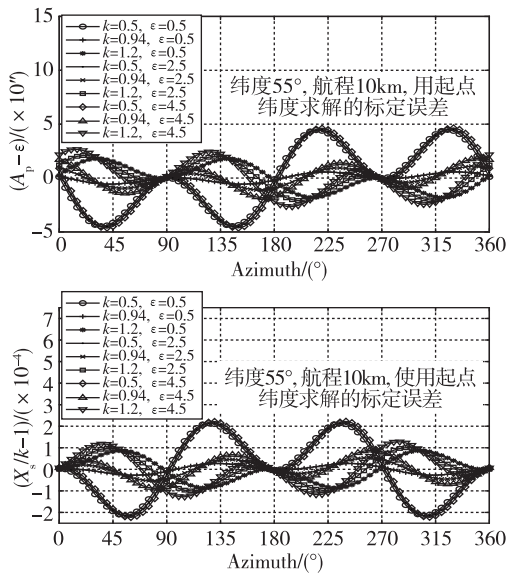 15
10
5
0
−5
(Ap−ε)/(×10″)
k=0.5, ε=0.5
k=0.94, ε=0.5
k=1.2, ε=0.5
k=0.5, ε=2.5
k=0.94, ε=2.5
k=1.2, ε=2.5
k=0.5, ε=4.5
k=0.94, ε=4.5
k=1.2, ε=4.5
纬度55°, 航程10km, 用起点
纬度求解的标定误差
0 45 90 135 180 225 270 315 360
Azimuth/(°)
7
6
5
4
3
2
1
0
−1
−2
(Xs/k−1)/(×10−4)
k=0.5, ε=0.5
k=0.94, ε=0.5
k=1.2, ε=0.5
k=0.5, ε=2.5
k=0.94, ε=2.5
k=1.2, ε=2.5
k=0.5, ε=4.5
k=0.94, ε=4.5
k=1.2, ε=4.5
纬度55°, 航程10km, 使用起点
纬度求解的标定误差
0 45 90 135 180 225 270 315 360
Azimuth/(°)